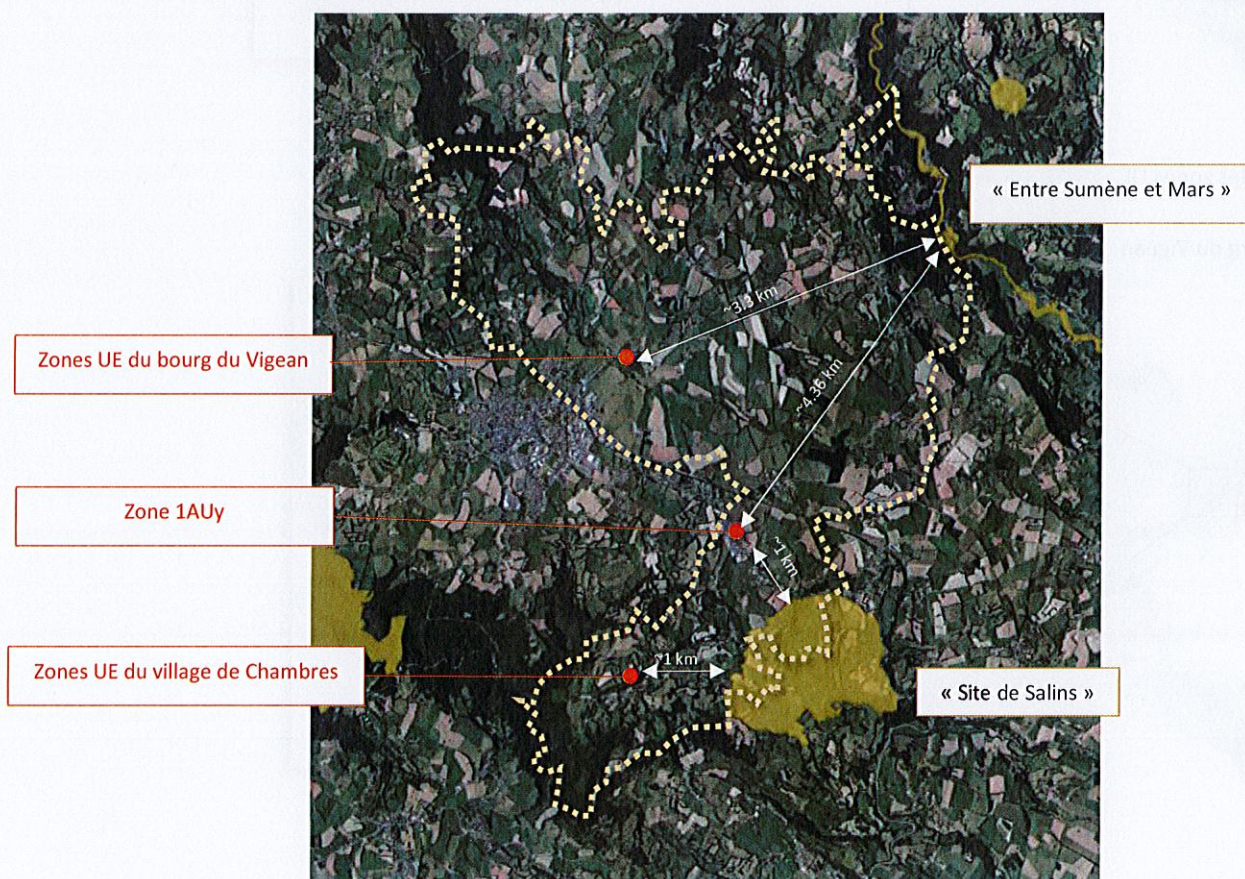 « Entre Sumène et Mars »
~3.3 km
Zones UE du bourg du Vigean
~4.36 km
Zone 1AUy
~1 km
Zones UE du village de Chambres
~1 km
« Site de Salins »